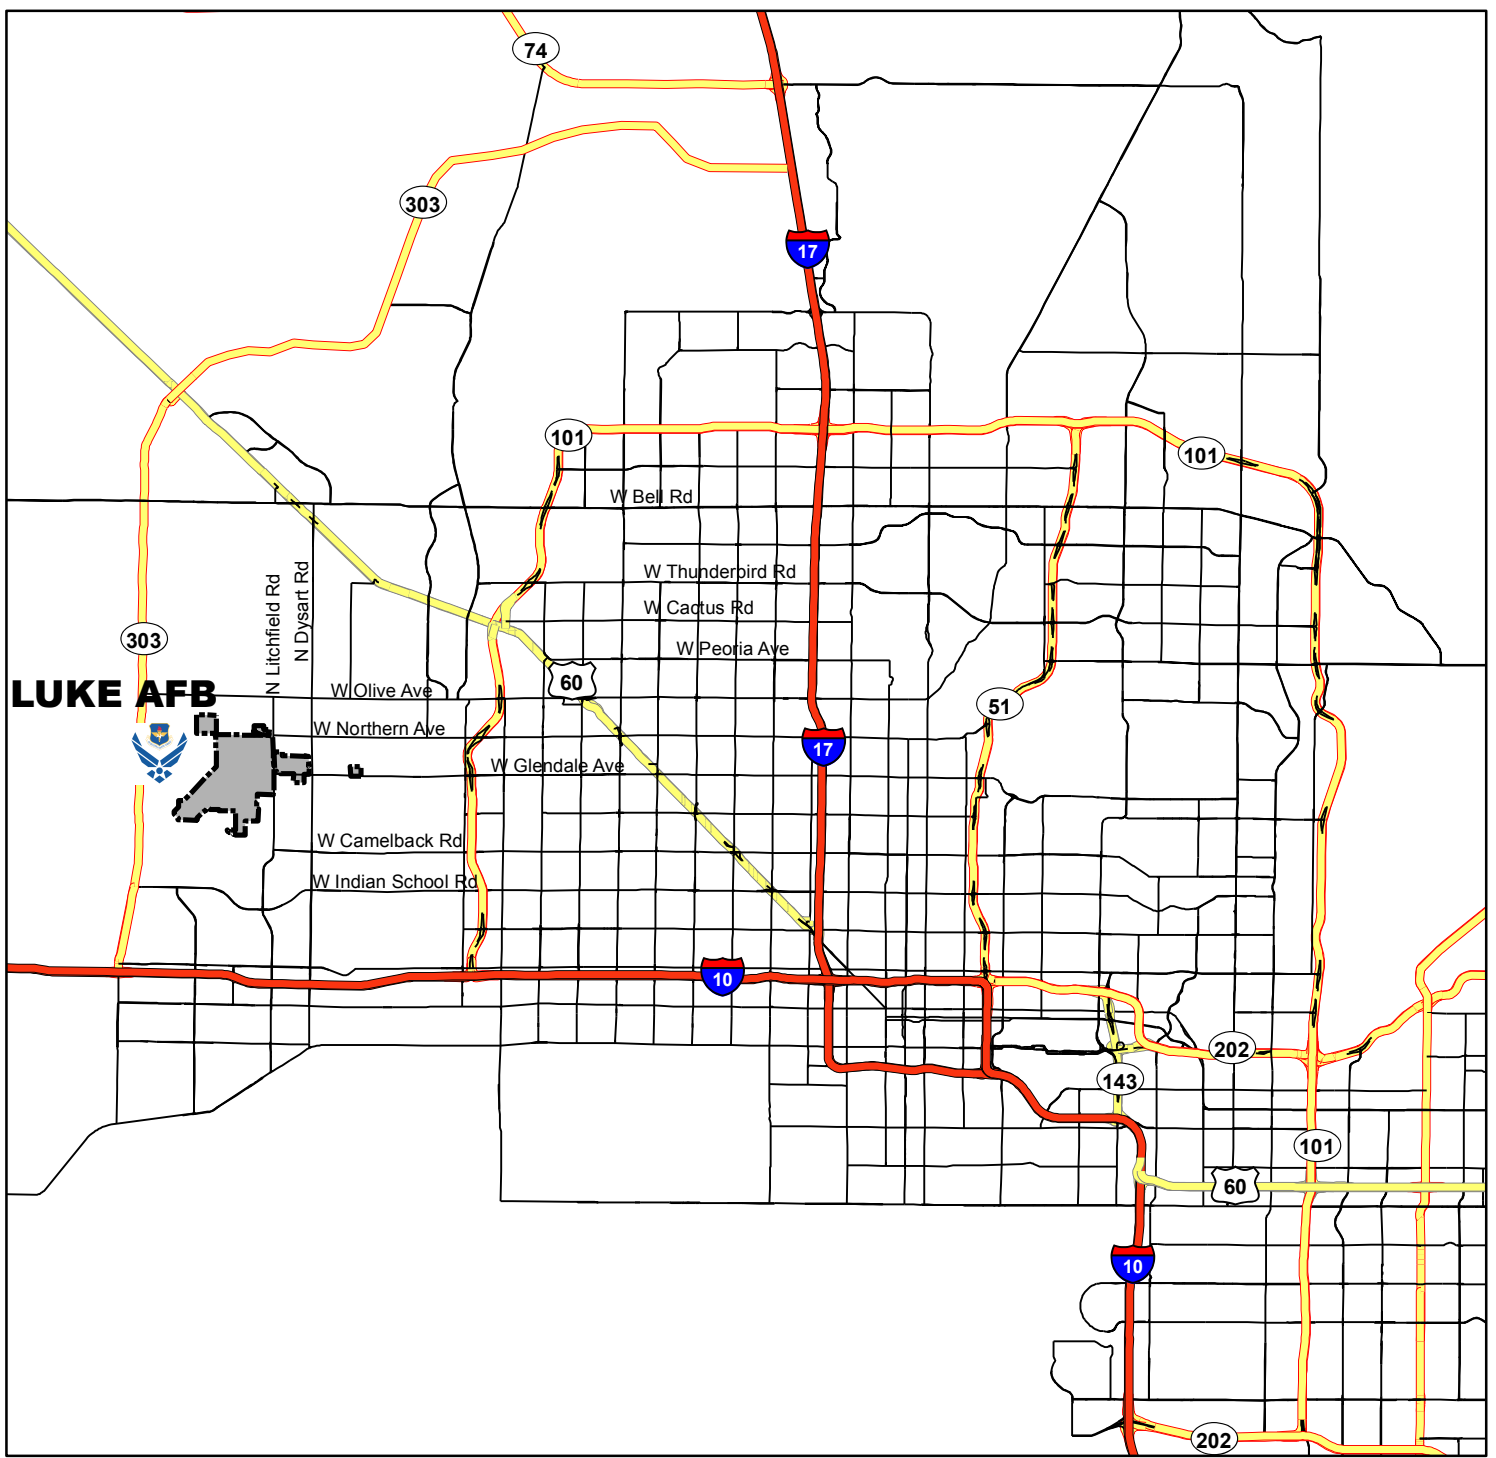 74
303
17
101
101
W Bell Rd
W Thunderbird Rd
N Litchfield Rd
N Dysart Rd
W Cactus Rd
303
W Peoria Ave
60
LUKE AFB
W Olive Ave
51
W Northern Ave
17
W Glendale Ave
W Camelback Rd
W Indian School Rd
10
202
143
101
60
10
202